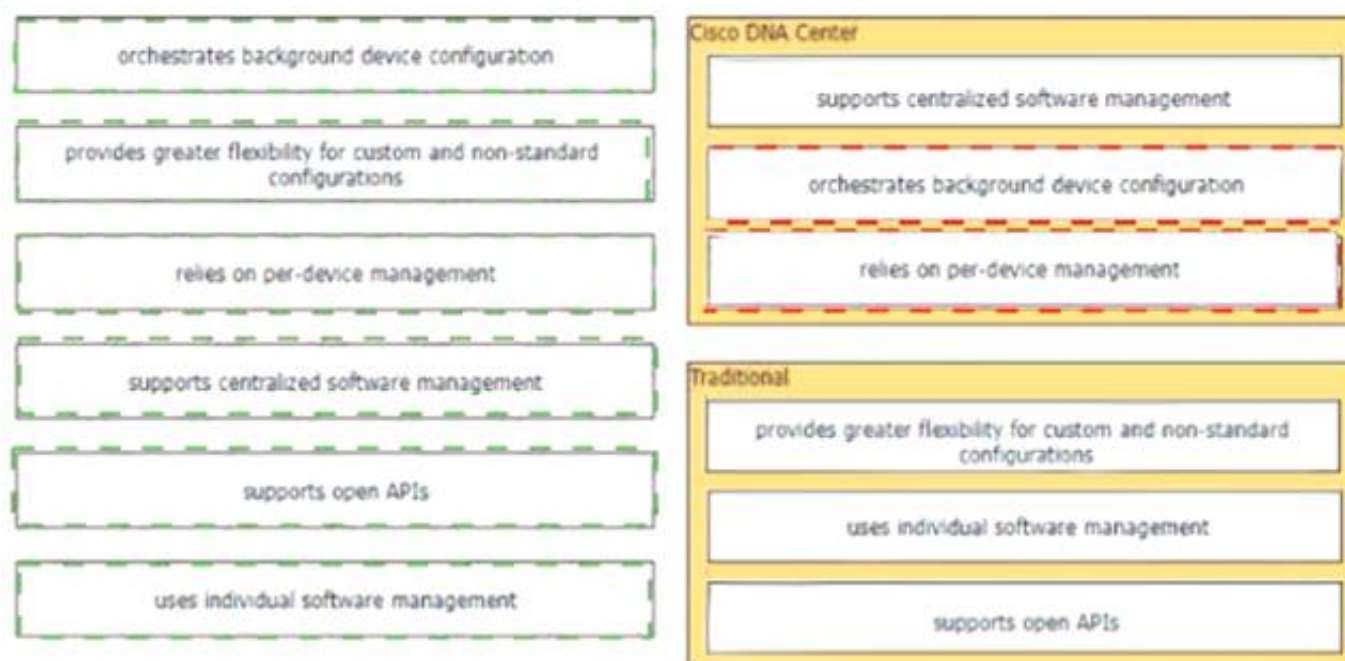 orchestrates background device configuration
provides greater flexibility for custom and non-standard
configurations
relies on per-device management
supports centralized software management
supports open APIs
uses individual software management
Cisco DNA Center
supports centralized software management
orchestrates background device configuration
relies on per-device management
Traditional
provides greater flexibility for custom and non-standard
configurations
uses individual software management
supports open APIs